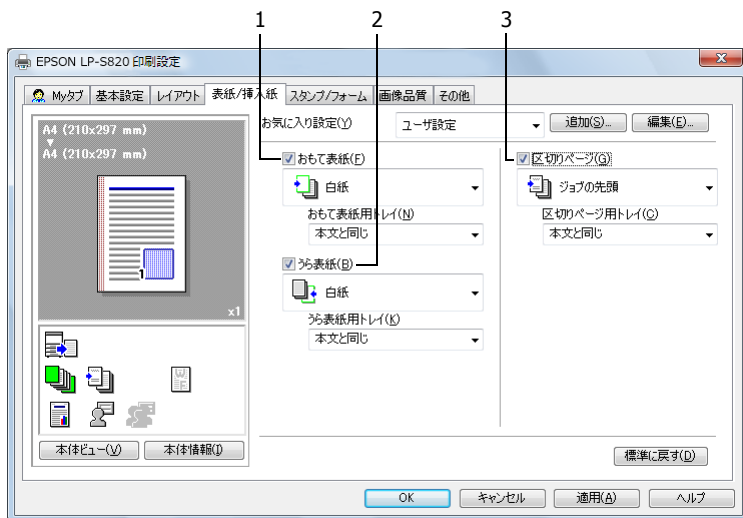 1 2 3
EPSON LP-S820 印刷設定
Myタブ 基本設定 レイアウト 表紙/挿入紙 スタンプ/フォーム 画像品質 その他
A4 (210x297 mm)
A4 (210x297 mm)
1
x1
本体ビュー(V) 本体情報(I)
お気に入り設定(Y) ユーザ設定 追加(S)... 編集(E)...
おもて表紙(F)
白紙
おもて表紙用トレイ(N)
本文と同じ
うら表紙(B)
白紙
うら表紙用トレイ(K)
本文と同じ
区切りページ(G)
ジョブの先頭
区切りページ用トレイ(C)
本文と同じ
標準に戻す(D)
OK キャンセル 適用(A) ヘルプ